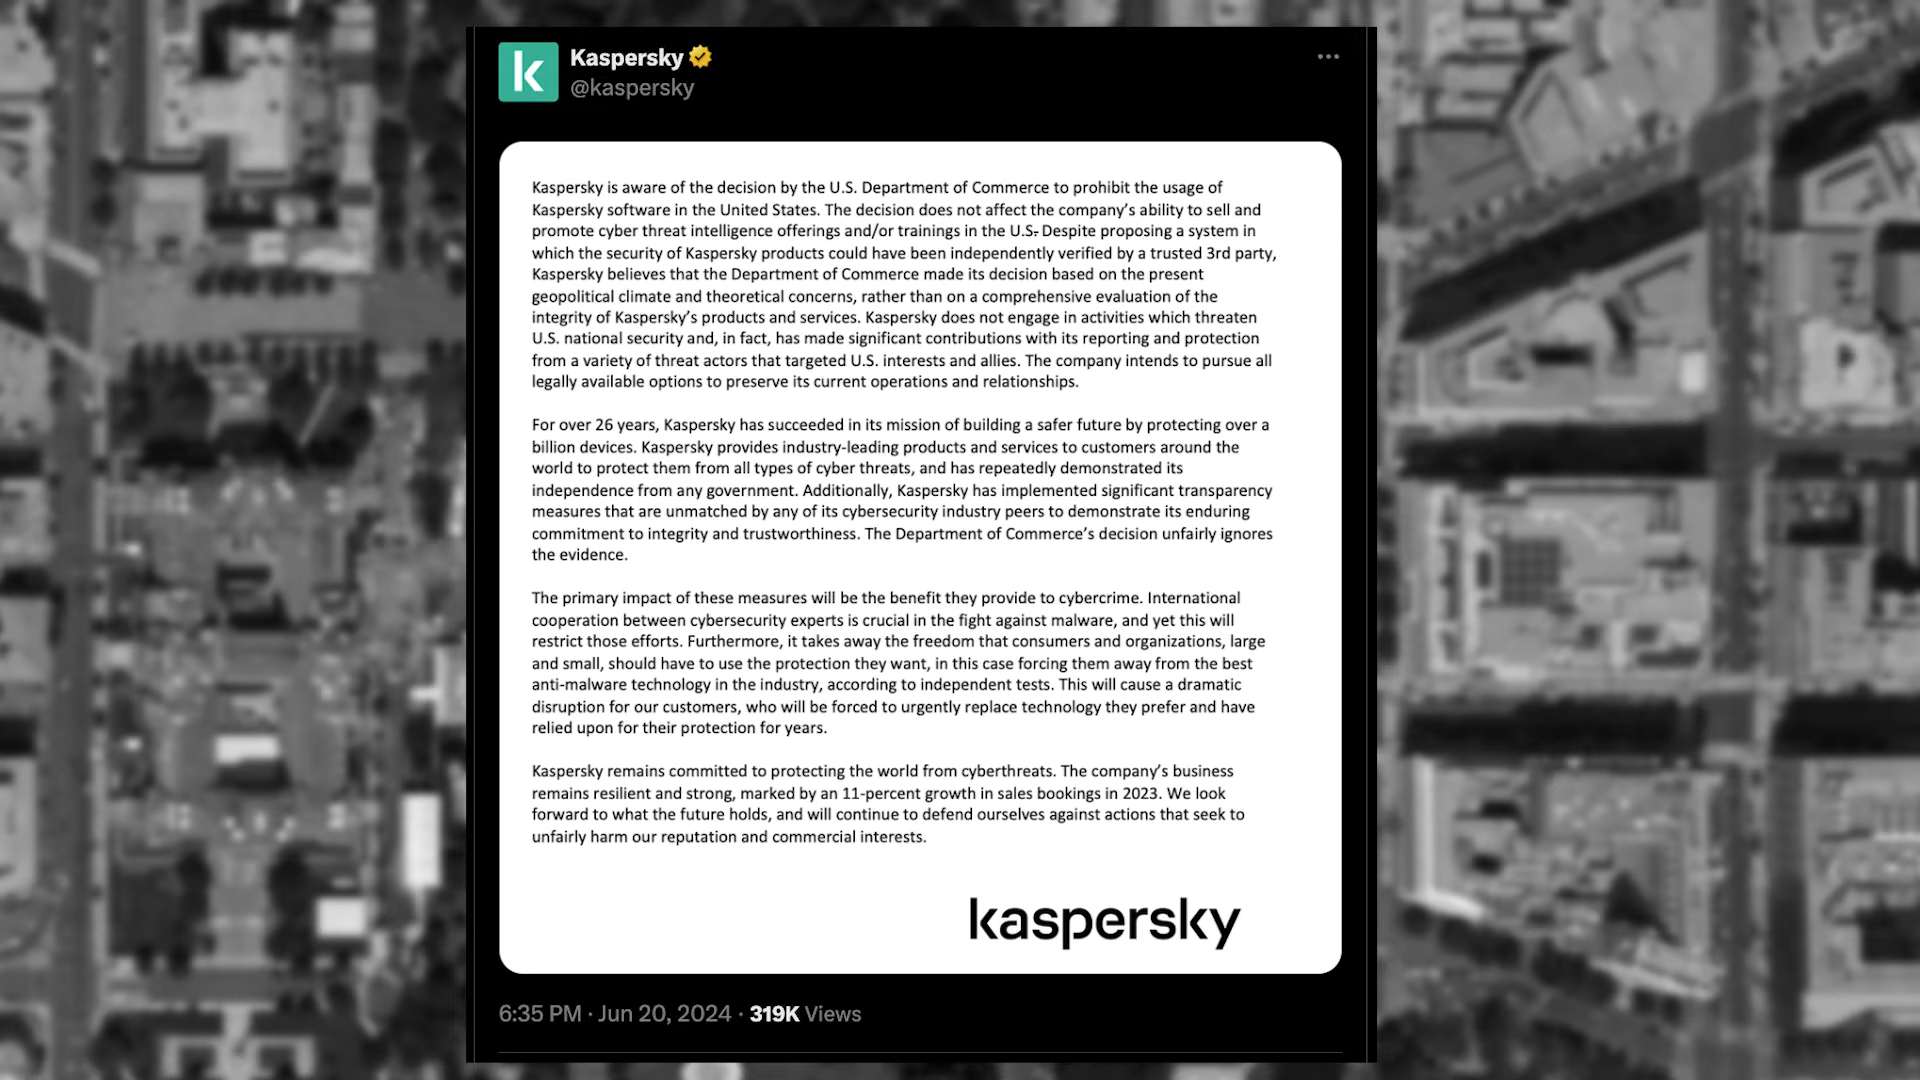 Kaspersky
@kaspersky
Kaspersky is aware of the decision by the U.S. Department of Commerce to prohibit the usage of
Kaspersky software in the United States. The decision does not affect the company's ability to sell and
promote cyber threat intelligence offerings and/or trainings in the U.S- Despite proposing a system in
which the security of Kaspersky products could have been independently verified by a trusted 3rd party,
Kaspersky believes that the Department of Commerce made its decision based on the present
geopolitical climate and theoretical concerns, rather than on a comprehensive evaluation of the
integrity of Kaspersky's products and services. Kaspersky does not engage in activities which threaten
U.S. national security and, in fact, has made significant contributions with its reporting and protection
from a variety of threat actors that targeted U.S. interests and allies. The company intends to pursue all
legally available options to preserve its current operations and relationships.
For over 26 years, Kaspersky has succeeded in its mission of building a safer future by protecting over a
billion devices. Kaspersky provides industry-leading products and services to customers around the
world to protect them from all types of cyber threats, and has repeatedly demonstrated its
independence from any government. Additionally, Kaspersky has implemented significant transparency
measures that are unmatched by any of its cybersecurity industry peers to demonstrate its enduring
commitment to integrity and trustworthiness. The Department of Commerce's decision unfairly ignores
the evidence.
The primary impact of these measures will be the benefit they provide to cybercrime. International
cooperation between cybersecurity experts is crucial in the fight against malware, and yet this will
restrict those efforts. Furthermore, it takes away the freedom that consumers and organizations, large
and small, should have to use the protection they want, in this case forcing them away from the best
anti-malware technology in the industry, according to independent tests. This will cause a dramatic
disruption for our customers, who will be forced to urgently replace technology they prefer and have
relied upon for their protection for years.
Kaspersky remains committed to protecting the world from cyberthreats. The company's business
remains resilient and strong, marked by an 11-percent growth in sales bookings in 2023. We look
forward to what the future holds, and will continue to defend ourselves against actions that seek to
unfairly harm our reputation and commercial interests.
kaspersky
6:35 PM · Jun 20, 2024 · 319K Views